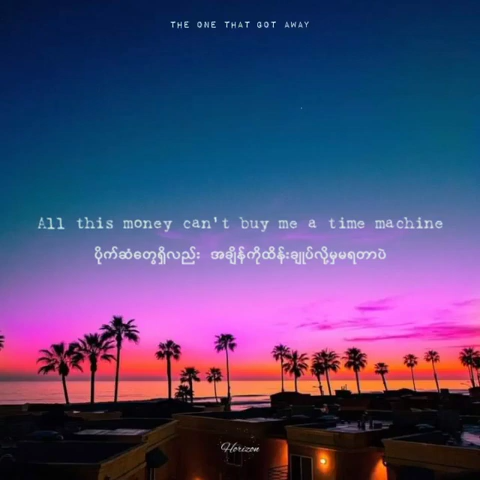 THE ONE THAT GOT AWAY
All this money can't buy me a time machine
ပိုက်ဆံတွေရှိလည်း အချိန်ကိုထိန်းချုပ်လို့မှမရတာပဲ
Horizon